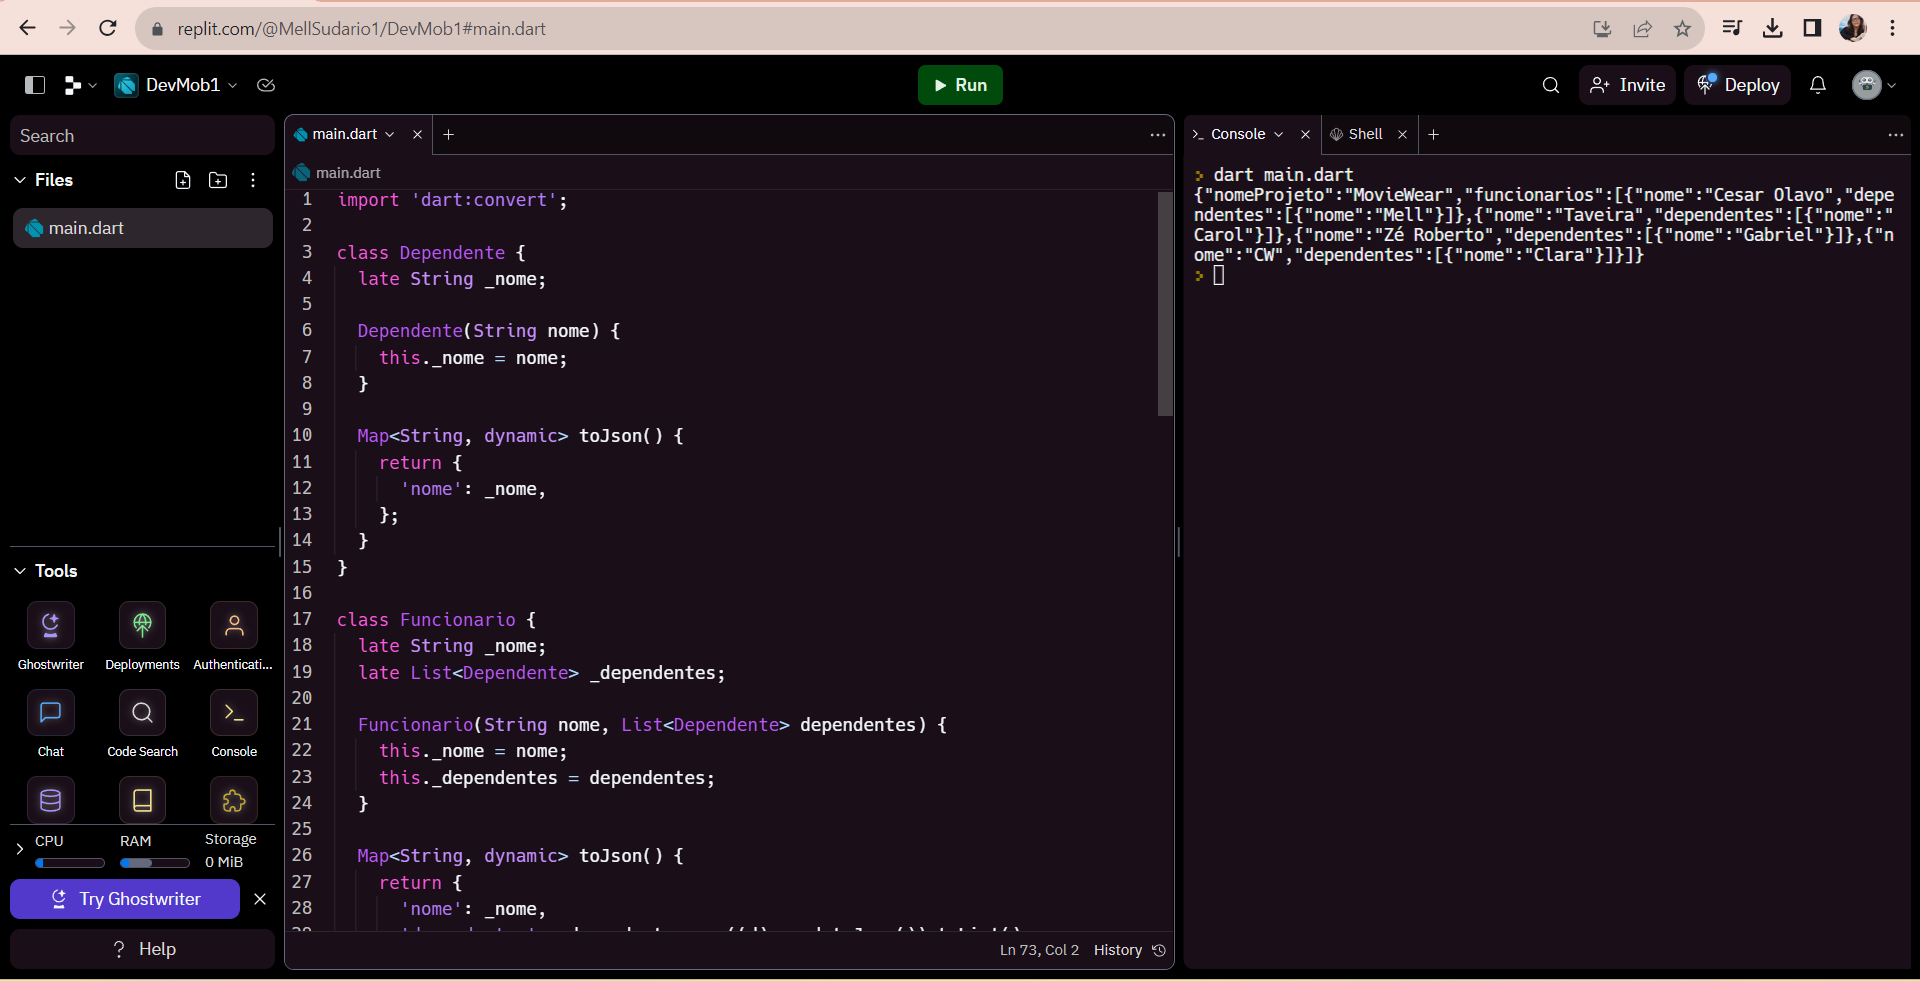 replit.com/@MellSudario1/DevMob1#main.dart
DevMob1
Run
Invite
Deploy
Search
Files
main.dart
Tools
Ghostwriter
Deployments
Authenticati...
Chat
Code Search
Console
CPU
RAM
Storage
0 MiB
Try Ghostwriter
? Help
main.dart
main.dart
1 import 'dart:convert';
2
3 class Dependente {
4 late String _nome;
5
6 Dependente(String nome) {
7 this._nome = nome;
8 }
9
10 Map<String, dynamic> toJson() {
11 return {
12 'nome': _nome,
13 };
14 }
15 }
16
17 class Funcionario {
18 late String _nome;
19 late List<Dependente> _dependentes;
20
21 Funcionario(String nome, List<Dependente> dependentes) {
22 this._nome = nome;
23 this._dependentes = dependentes;
24 }
25
26 Map<String, dynamic> toJson() {
27 return {
28 'nome': _nome,
Ln 73, Col 2
History
Console
Shell
> dart main.dart
{"nomeProjeto":"MovieWear","funcionarios":[{"nome":"Cesar Olavo","depe
ndentes":[{"nome":"Mell"}]},{"nome":"Taveira","dependentes":[{"nome":"
Carol"}]},{"nome":"Zé Roberto","dependentes":[{"nome":"Gabriel"}]},{"n
ome":"CW","dependentes":[{"nome":"Clara"}]}]}
>